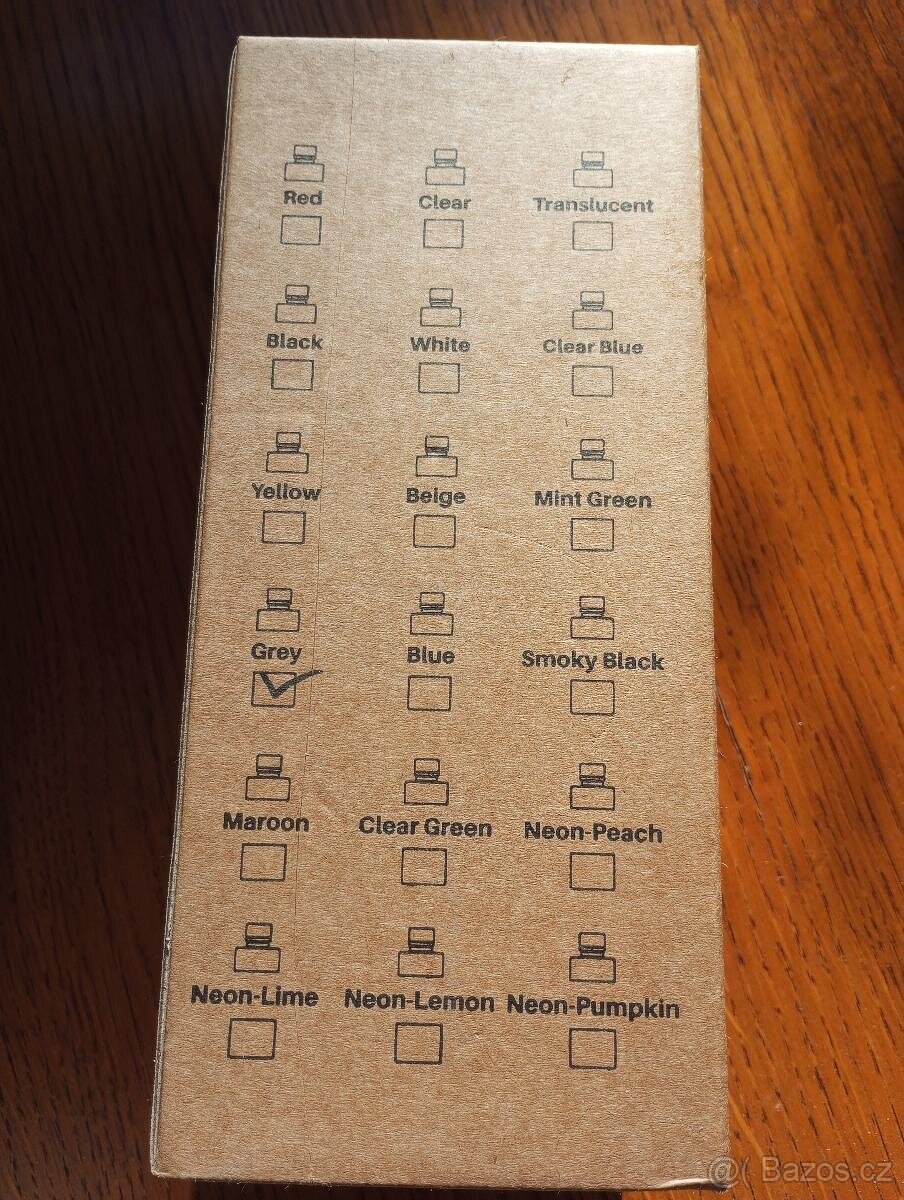 Red Clear Translucent
Black White Clear Blue
Yellow Beige Mint Green
Grey Blue Smoky Black
Maroon Clear Green Neon-Peach
Neon-Lime Neon-Lemon Neon-Pumpkin
@( Bazos.cz